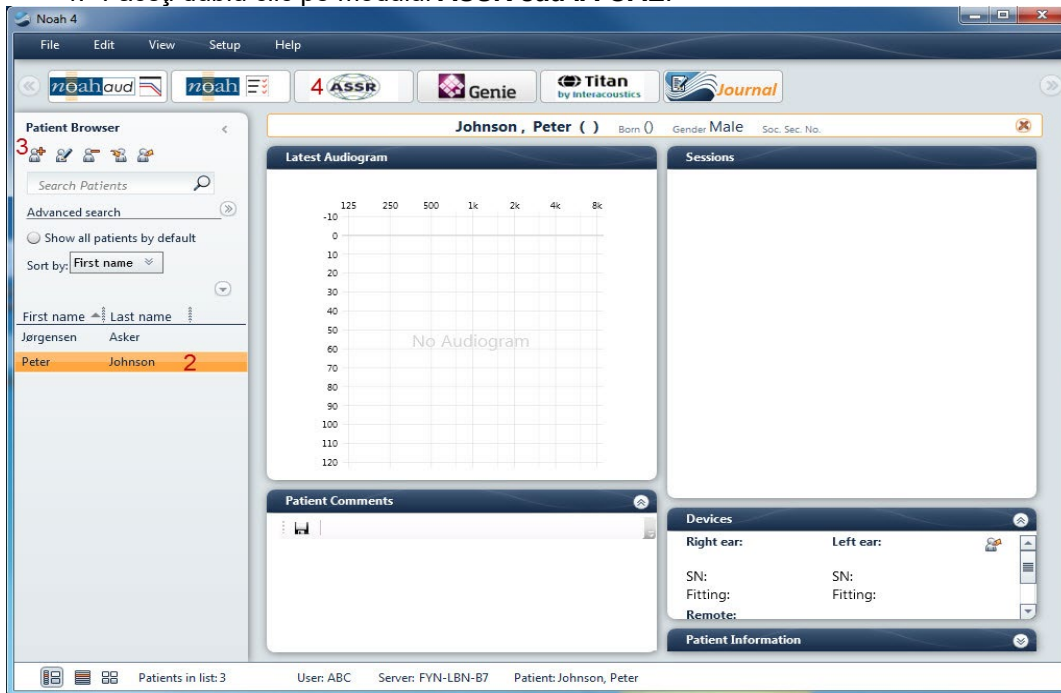 Noah 4
File Edit View Setup Help
noah aud noah 4 ASSR Genie Titan by Interacoustics Journal
Patient Browser
3
Search Patients
Advanced search
Show all patients by default
Sort by: First name
First name Last name
Jørgensen Asker
Peter Johnson 2
Johnson , Peter ( ) Born () Gender Male Soc. Sec. No.
Latest Audiogram
125 250 500 1k 2k 4k 8k
-10
0
10
20
30
40
50
No Audiogram
60
70
80
90
100
110
120
Sessions
Patient Comments
Devices
Right ear: Left ear:
SN: SN:
Fitting: Fitting:
Remote:
Patient Information
Patients in list: 3 User: ABC Server: FYN-LBN-B7 Patient: Johnson, Peter